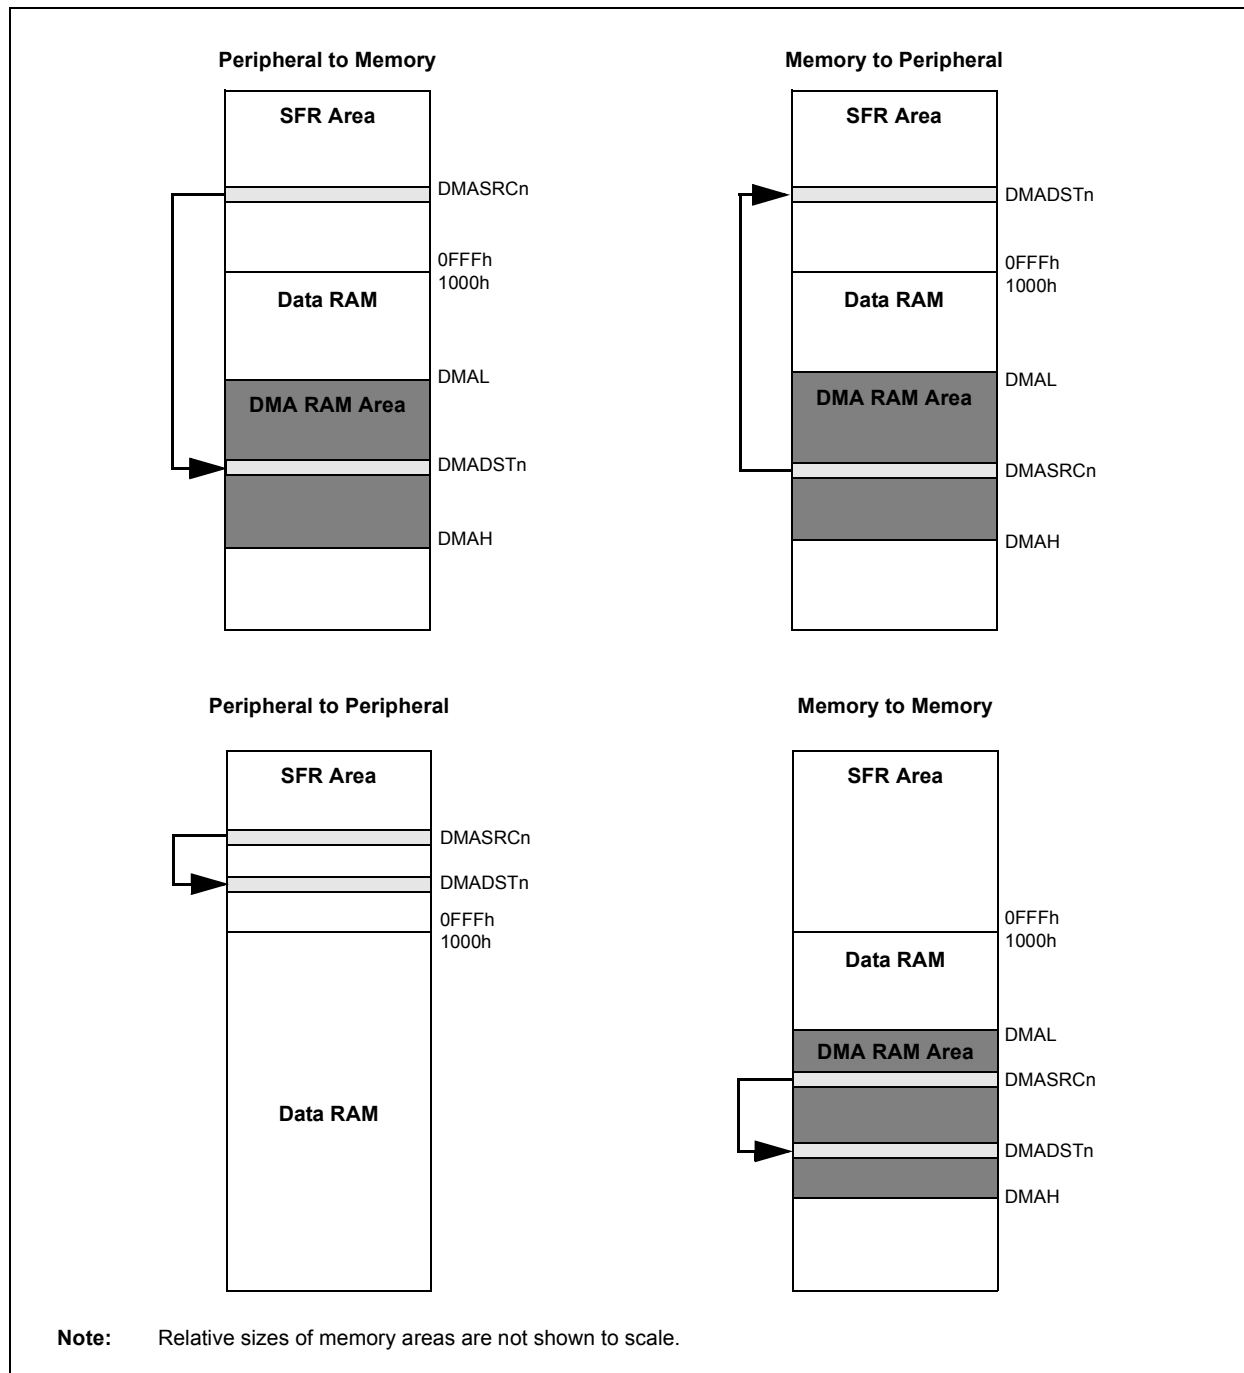 Peripheral to Memory
SFR Area
DMASRCn
0FFFh
1000h
Data RAM
DMAL
DMA RAM Area
DMADSTn
DMAH
Memory to Peripheral
SFR Area
DMADSTn
0FFFh
1000h
Data RAM
DMAL
DMA RAM Area
DMASRCn
DMAH
Peripheral to Peripheral
SFR Area
DMASRCn
DMADSTn
0FFFh
1000h
Data RAM
Memory to Memory
SFR Area
0FFFh
1000h
Data RAM
DMAL
DMA RAM Area
DMASRCn
DMADSTn
DMAH
Note: Relative sizes of memory areas are not shown to scale.